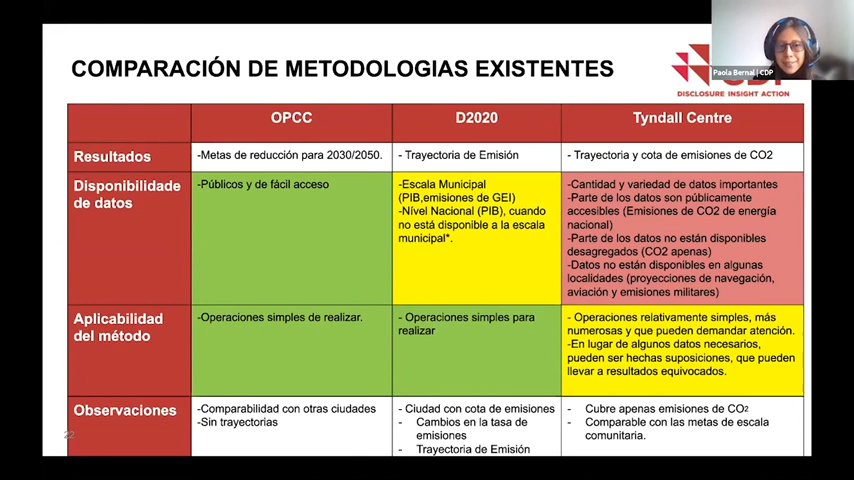 Paola Bernal | CDP
COMPARACIÓN DE METODOLOGIAS EXISTENTES
DISCLOSURE INSIGHT ACTION
OPCC
D2020
Tyndall Centre
Resultados
-Metas de reducción para 2030/2050.
- Trayectoria de Emisión
- Trayectoria y cota de emisiones de CO2
Disponibilidade
de datos
-Públicos y de fácil acceso
-Escala Municipal
(PIB,emisiones de GEI)
-Nível Nacional (PIB), cuando
no está disponible a la escala
municipal*.
-Cantidad y variedad de datos importantes
-Parte de los datos son públicamente
accesibles (Emisiones de CO2 de energía
nacional)
-Parte de los datos no están disponibles
desagregados (CO2 apenas)
-Datos no están disponibles en algunas
localidades (proyecciones de navegación,
aviación y emisiones militares)
Aplicabilidad
del método
-Operaciones simples de realizar.
- Operaciones simples para
realizar
- Operaciones relativamente simples, más
numerosas y que pueden demandar atención.
-En lugar de algunos datos necesarios,
pueden ser hechas suposiciones, que pueden
llevar a resultados equivocados.
Observaciones
-Comparabilidad con otras ciudades
-Sin trayectorias
- Ciudad con cota de emisiones
- Cambios en la tasa de
emisiones
- Trayectoria de Emisión
- Cubre apenas emisiones de CO2
- Comparable con las metas de escala
comunitaria.
22